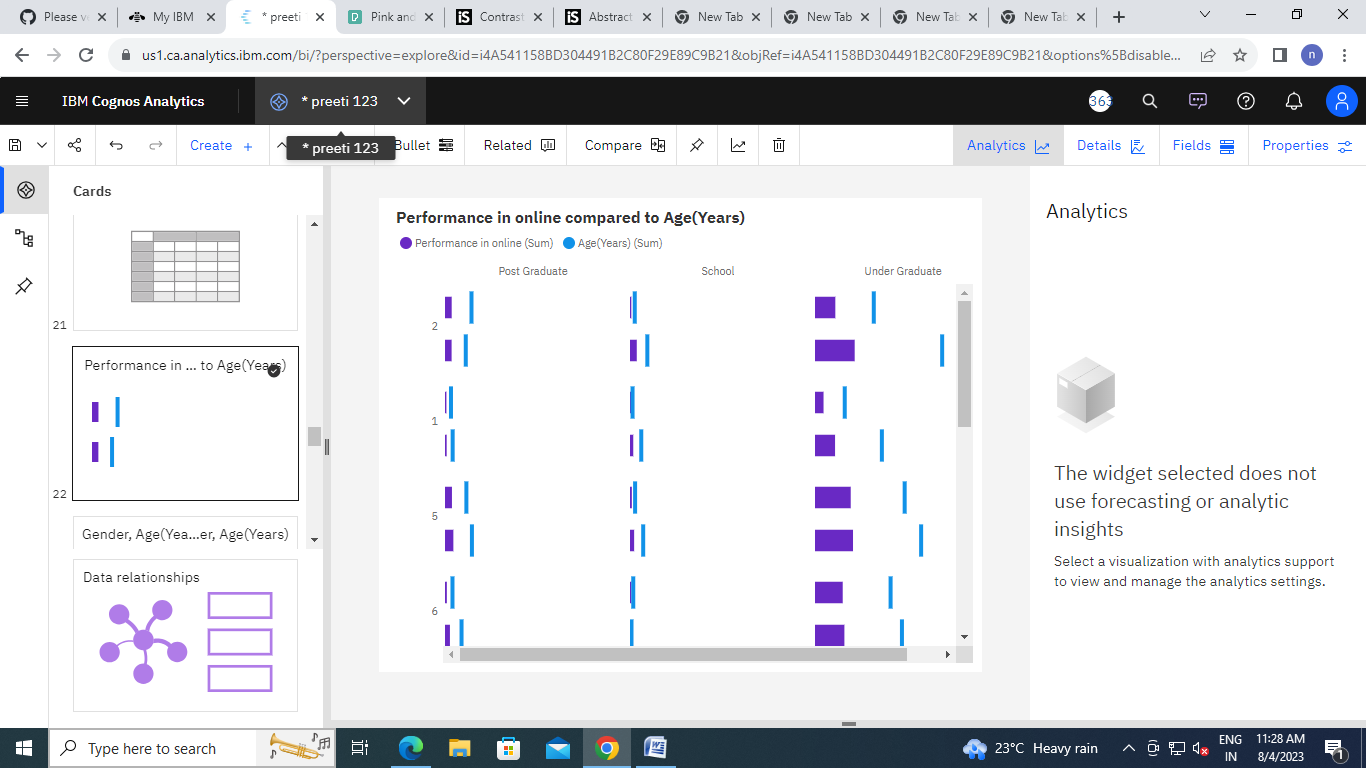 Please ve
My IBM
* preeti
Pink and
Contrast
Abstract
New Tab
New Tab
New Tab
New Tab
us1.ca.analytics.ibm.com/bi/?perspective=explore&id=i4A541158BD304491B2C80F29E89C9B21&objRef=i4A541158BD304491B2C80F29E89C9B21&options%5Bdisable...
n
IBM Cognos Analytics
* preeti 123
363
Create +
* preeti 123
Bullet
Related
Compare
Analytics
Details
Fields
Properties
Cards
21
Performance in ... to Age(Years)
22
Gender, Age(Yea...er, Age(Years)
Data relationships
Performance in online compared to Age(Years)
Performance in online (Sum) Age(Years) (Sum)
Post Graduate School Under Graduate
2
1
5
6
Analytics
The widget selected does not
use forecasting or analytic
insights
Select a visualization with analytics support
to view and manage the analytics settings.
Type here to search
23°C Heavy rain
ENG
IN
11:28 AM
8/4/2023
1